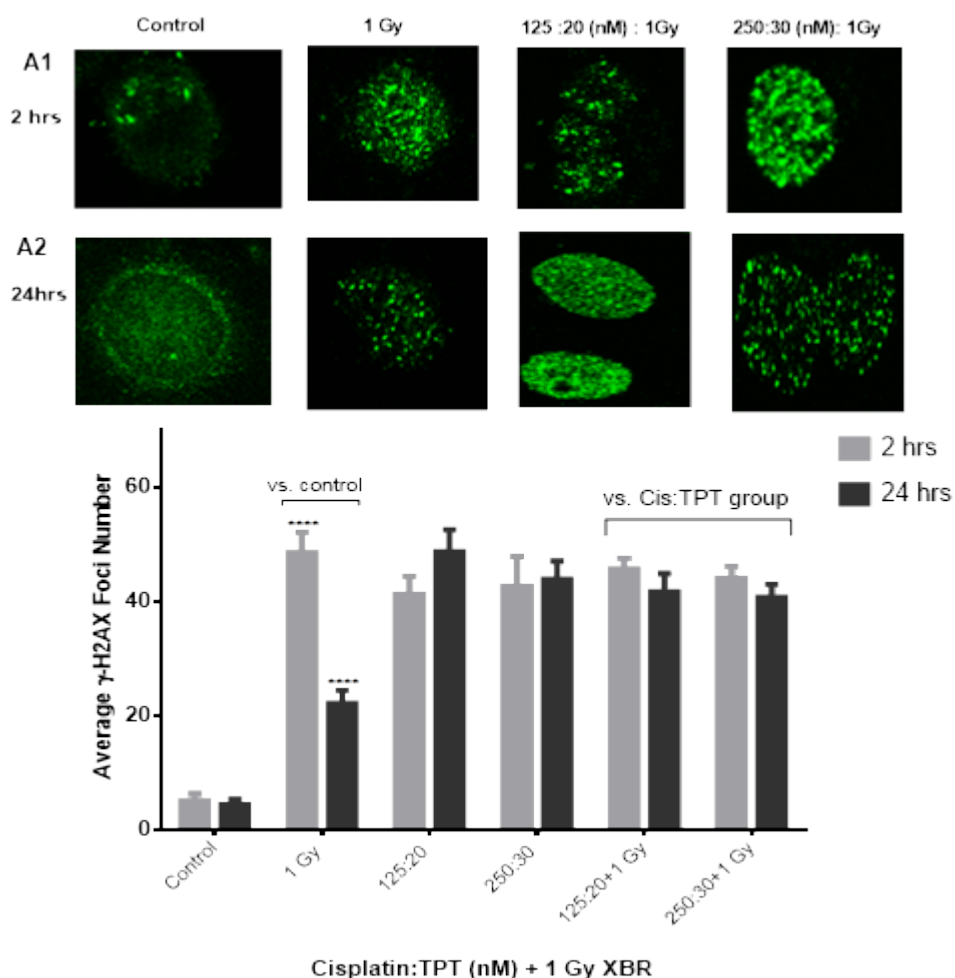 Control 1 Gy 125 :20 (nM) : 1Gy 250:30 (nM): 1Gy
A1
2 hrs
A2
24hrs
2 hrs
24 hrs
vs. control
vs. Cis:TPT group
****
****
60
40
20
0
Average γ-H2AX Foci Number
Control 1 Gy 125:20 250:30 125:20+1 Gy 250:30+1 Gy
Cisplatin:TPT (nM) + 1 Gy XBR